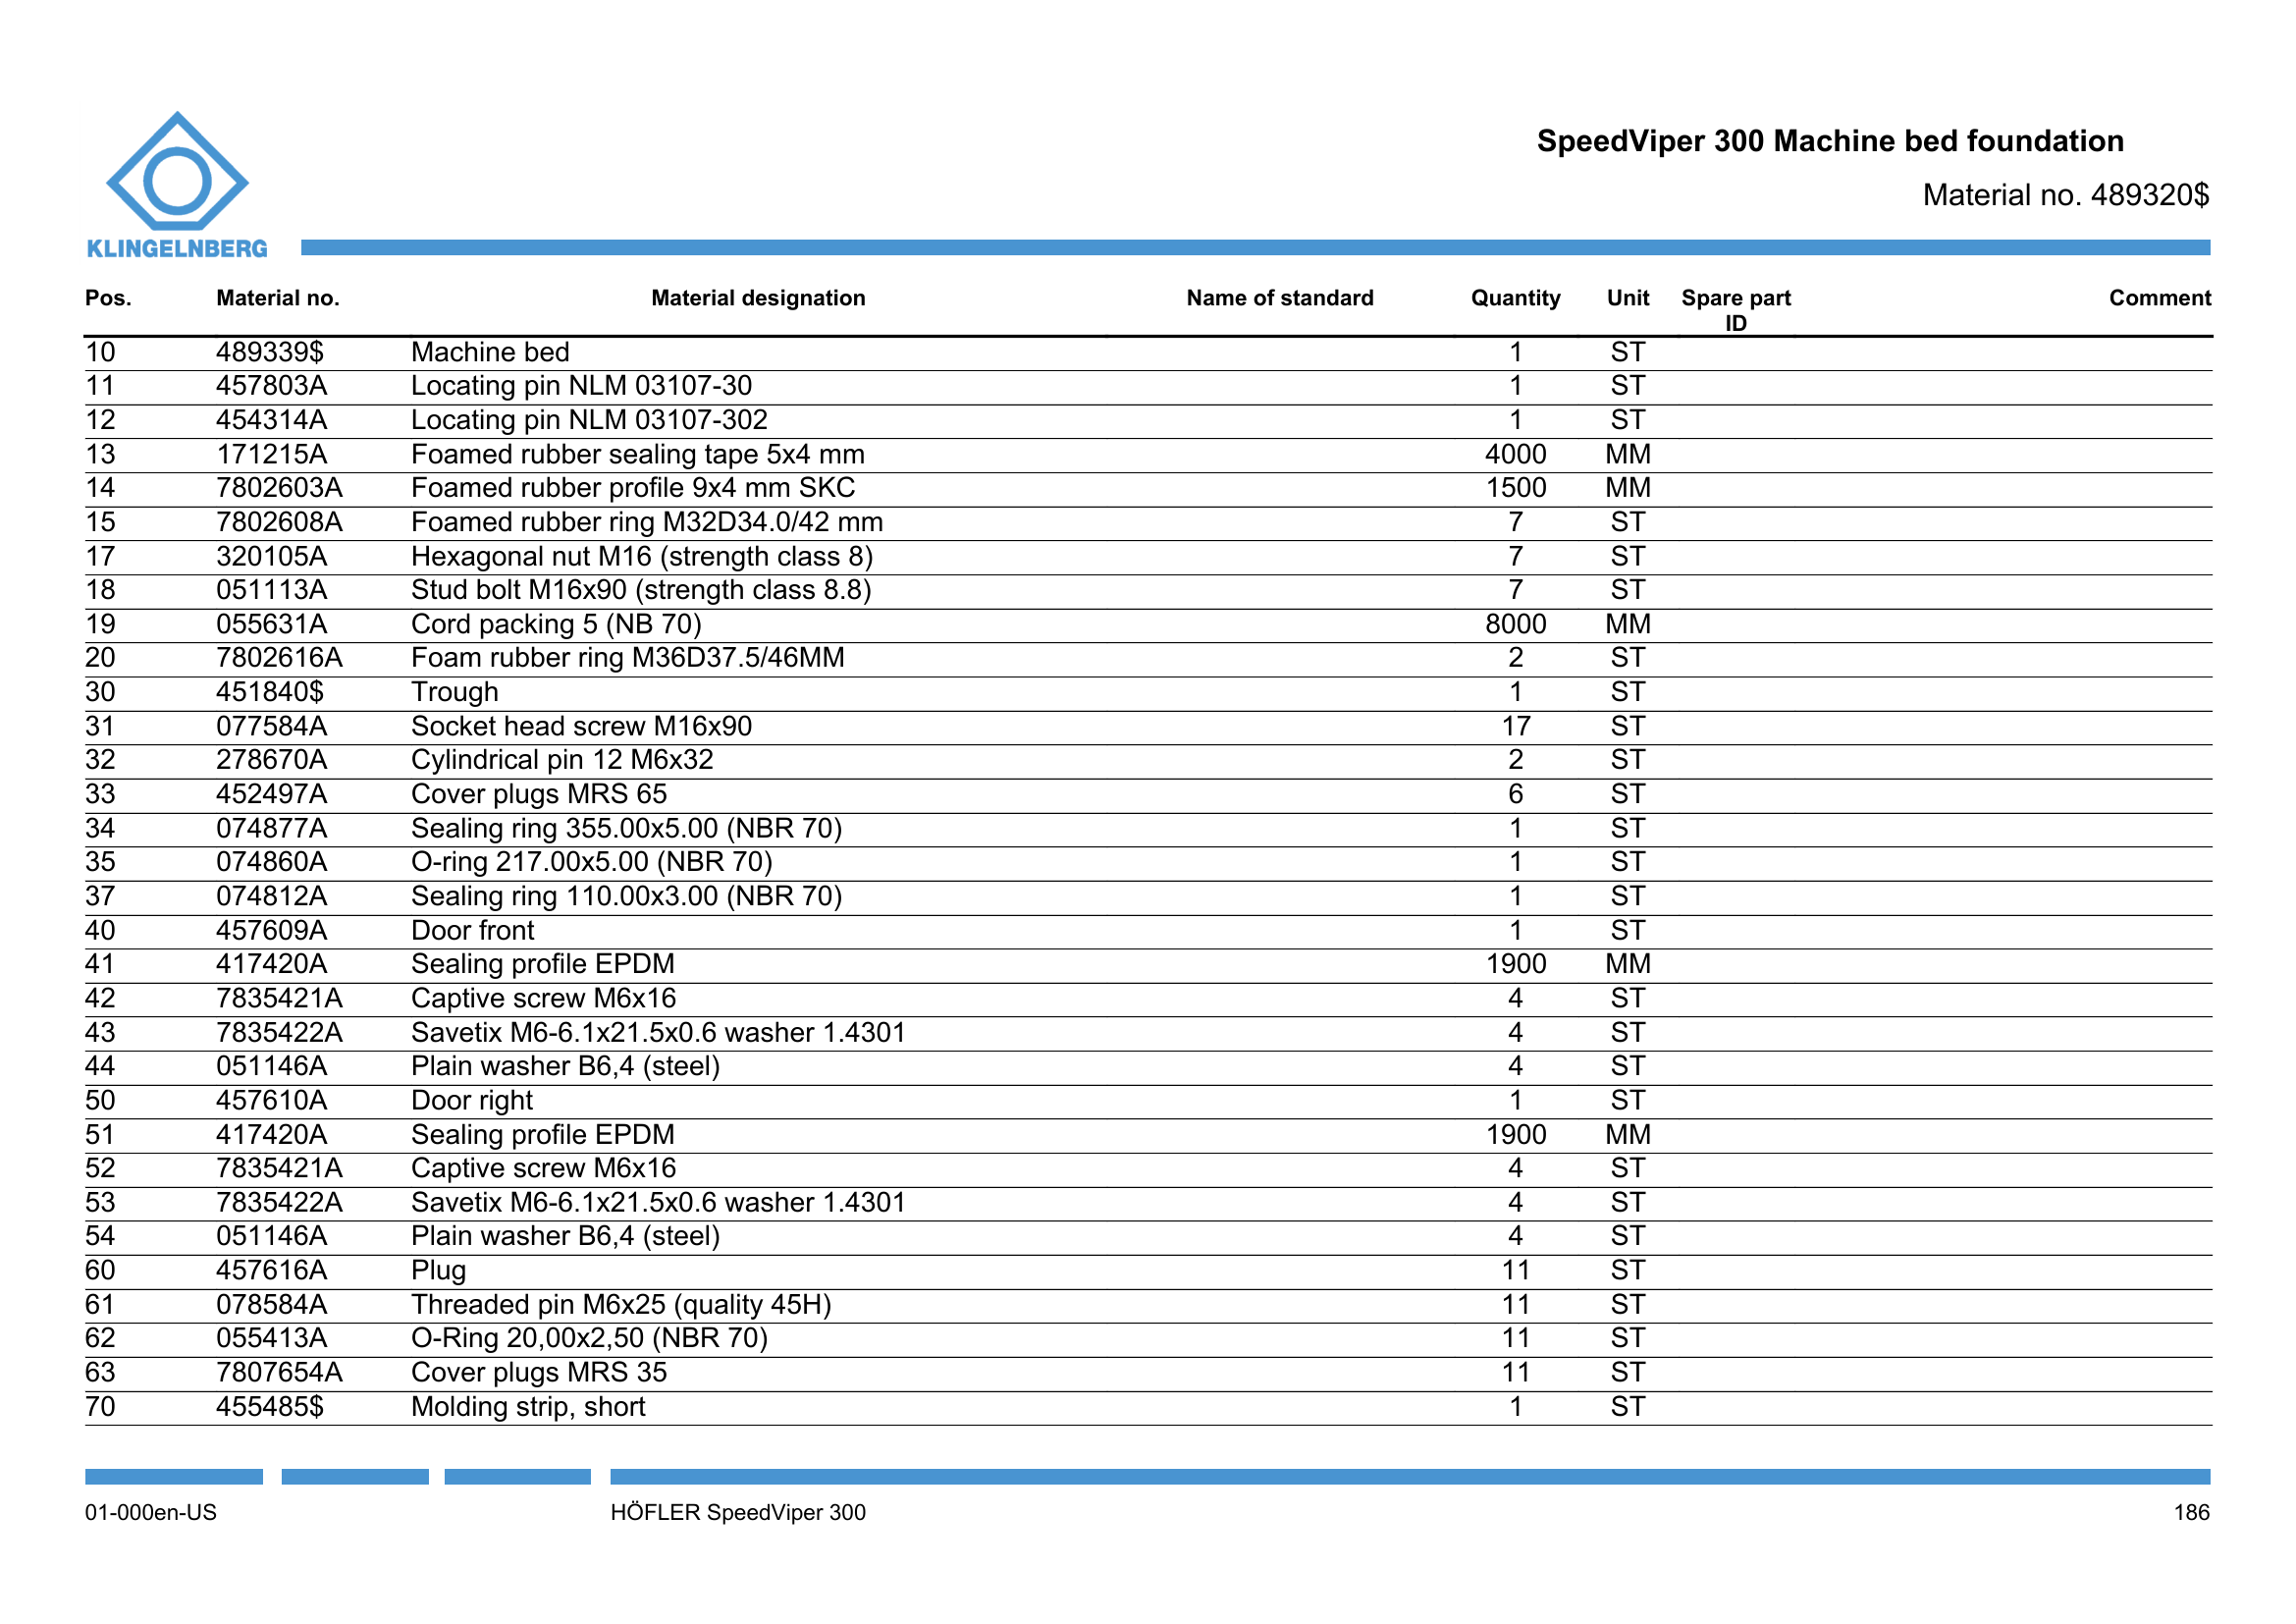 SpeedViper 300 Machine bed foundation
Material no. 489320$
KLINGELNBERG
Pos. Material no. Material designation Name of standard Quantity Unit Spare part ID Comment
10 489339$ Machine bed 1 ST
11 457803A Locating pin NLM 03107-30 1 ST
12 454314A Locating pin NLM 03107-302 1 ST
13 171215A Foamed rubber sealing tape 5x4 mm 4000 MM
14 7802603A Foamed rubber profile 9x4 mm SKC 1500 MM
15 7802608A Foamed rubber ring M32D34.0/42 mm 7 ST
17 320105A Hexagonal nut M16 (strength class 8) 7 ST
18 051113A Stud bolt M16x90 (strength class 8.8) 7 ST
19 055631A Cord packing 5 (NB 70) 8000 MM
20 7802616A Foam rubber ring M36D37.5/46MM 2 ST
30 451840$ Trough 1 ST
31 077584A Socket head screw M16x90 17 ST
32 278670A Cylindrical pin 12 M6x32 2 ST
33 452497A Cover plugs MRS 65 6 ST
34 074877A Sealing ring 355.00x5.00 (NBR 70) 1 ST
35 074860A O-ring 217.00x5.00 (NBR 70) 1 ST
37 074812A Sealing ring 110.00x3.00 (NBR 70) 1 ST
40 457609A Door front 1 ST
41 417420A Sealing profile EPDM 1900 MM
42 7835421A Captive screw M6x16 4 ST
43 7835422A Savetix M6-6.1x21.5x0.6 washer 1.4301 4 ST
44 051146A Plain washer B6,4 (steel) 4 ST
50 457610A Door right 1 ST
51 417420A Sealing profile EPDM 1900 MM
52 7835421A Captive screw M6x16 4 ST
53 7835422A Savetix M6-6.1x21.5x0.6 washer 1.4301 4 ST
54 051146A Plain washer B6,4 (steel) 4 ST
60 457616A Plug 11 ST
61 078584A Threaded pin M6x25 (quality 45H) 11 ST
62 055413A O-Ring 20,00x2,50 (NBR 70) 11 ST
63 7807654A Cover plugs MRS 35 11 ST
70 455485$ Molding strip, short 1 ST
01-000en-US HÖFLER SpeedViper 300 186